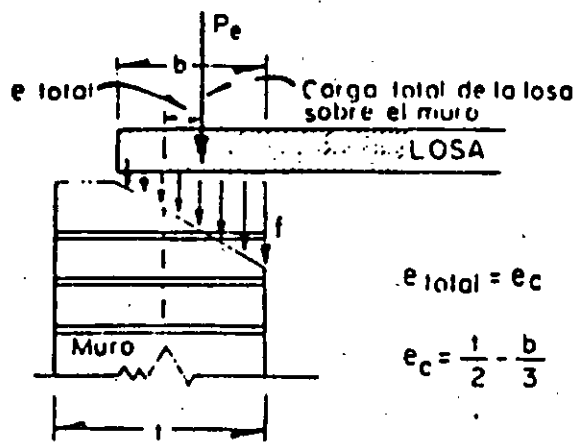 Pe
b
e total
Carga total de la losa
sobre el muro
LOSA
f
e total = ec
Muro
ec = t/2 - b/3
t